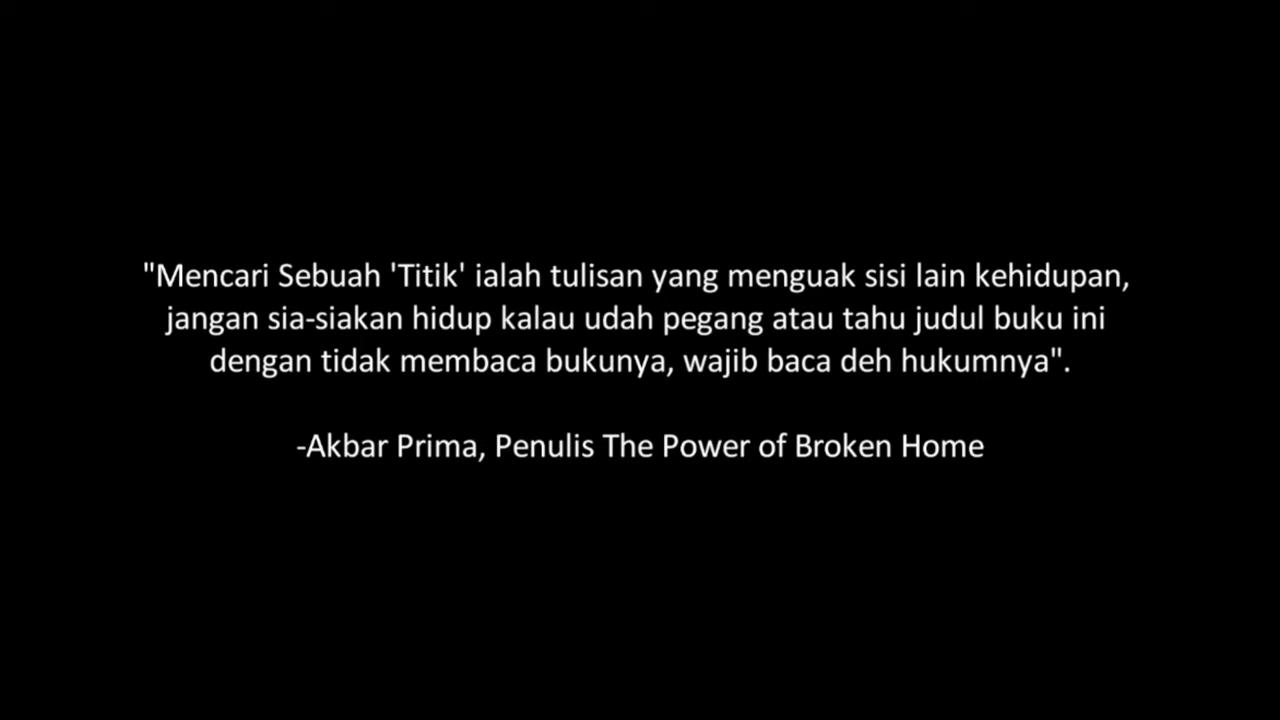 "Mencari Sebuah 'Titik' ialah tulisan yang menguak sisi lain kehidupan,
jangan sia-siakan hidup kalau udah pegang atau tahu judul buku ini
dengan tidak membaca bukunya, wajib baca deh hukumnya".
-Akbar Prima, Penulis The Power of Broken Home